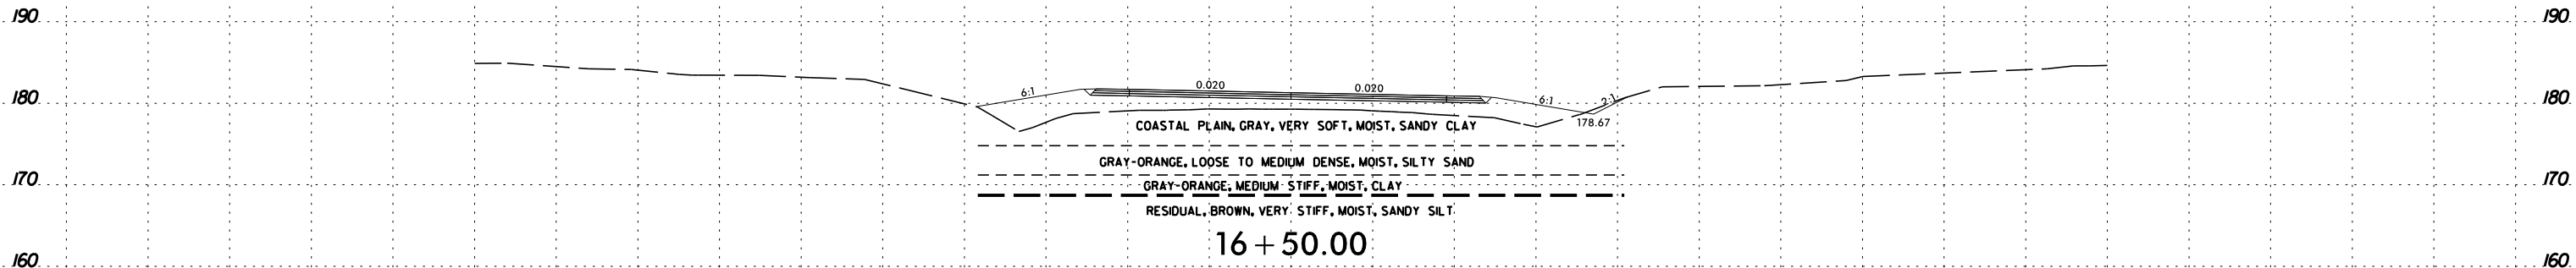 190 190
0.020 0.020
6:1 6:1 2:1
180 180
178.67
COASTAL PLAIN, GRAY, VERY SOFT, MOIST, SANDY CLAY
GRAY-ORANGE, LOOSE TO MEDIUM DENSE, MOIST, SILTY SAND
170 170
GRAY-ORANGE, MEDIUM STIFF, MOIST, CLAY
RESIDUAL, BROWN, VERY STIFF, MOIST, SANDY SILT
16+50.00
160 160